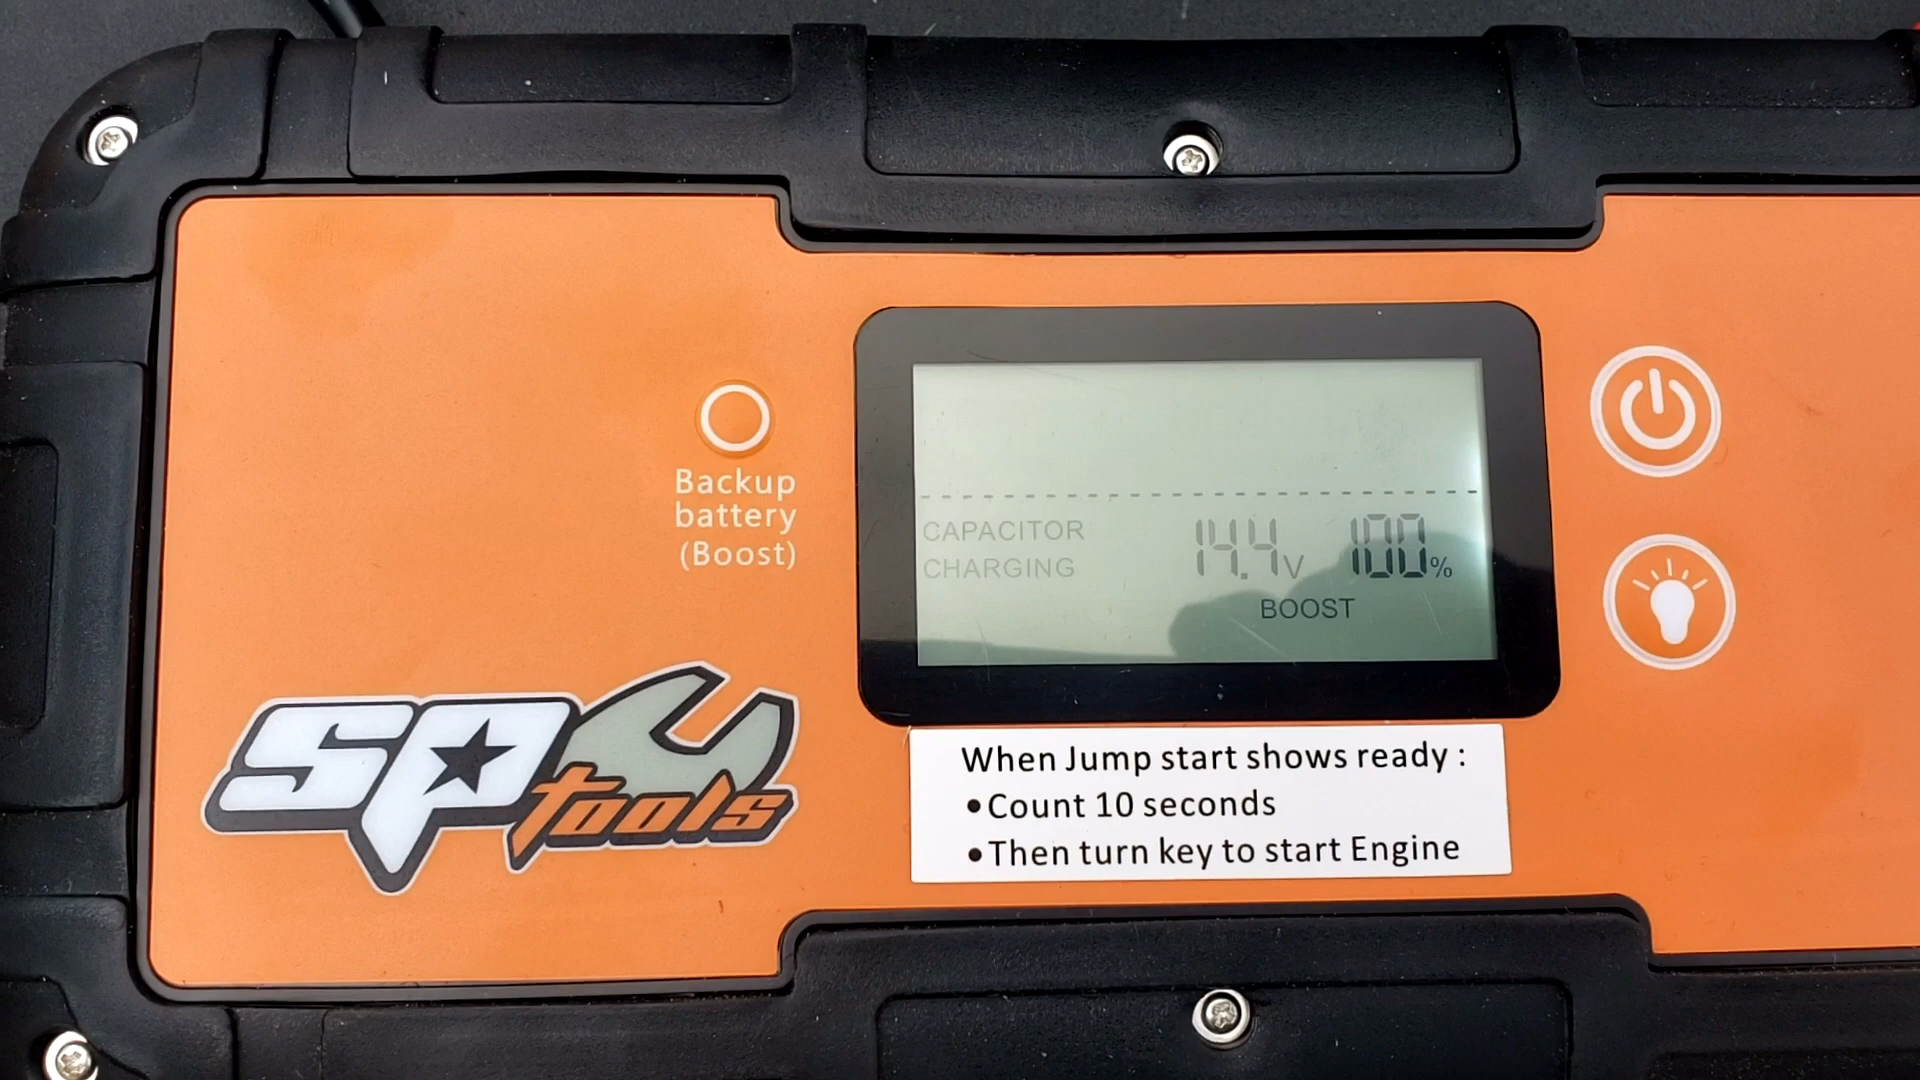 Backup
battery
(Boost)
CAPACITOR
CHARGING
14.4V 100%
BOOST
SP tools
When Jump start shows ready :
•Count 10 seconds
•Then turn key to start Engine